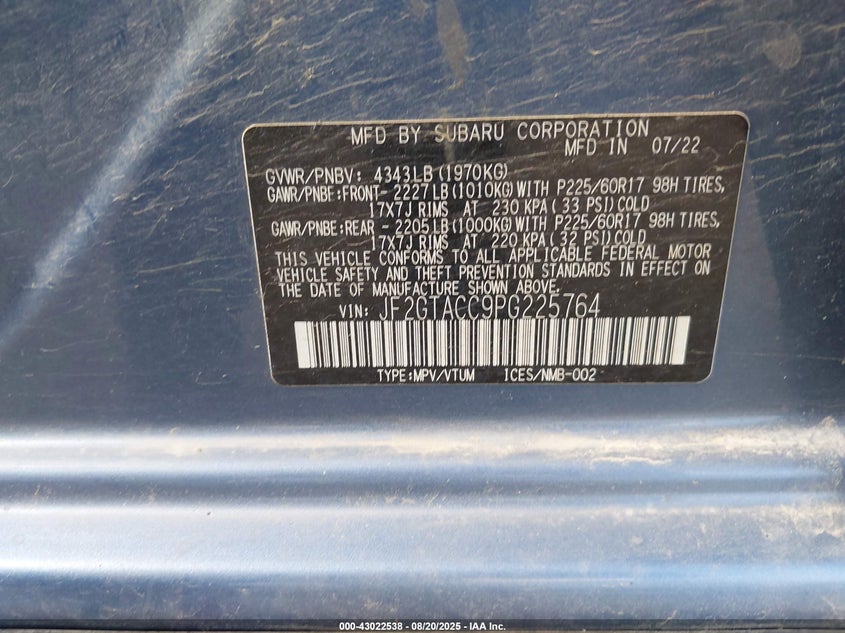 MFD BY SUBARU CORPORATION
MFD IN 07/22
GVWR/PNBV: 4343LB(1970KG)
GAWR/PNBE:FRONT- 2227LB(1010KG)WITH P225/60R17 98H TIRES,
17X7J RIMS AT 230 KPA( 33 PSI)COLD
GAWR/PNBE:REAR - 2205LB(1000KG)WITH P225/60R17 98H TIRES,
17X7J RIMS AT 220 KPA( 32 PSI)COLD
THIS VEHICLE CONFORMS TO ALL APPLICABLE FEDERAL MOTOR
VEHICLE SAFETY AND THEFT PREVENTION STANDARDS IN EFFECT ON
THE DATE OF MANUFACTURE SHOWN ABOVE.
VIN: JF2GTACC9PG225764
TYPE:MPV/VTUM ICES/NMB-002
000-43022538 - 08/20/2025 - IAA Inc.